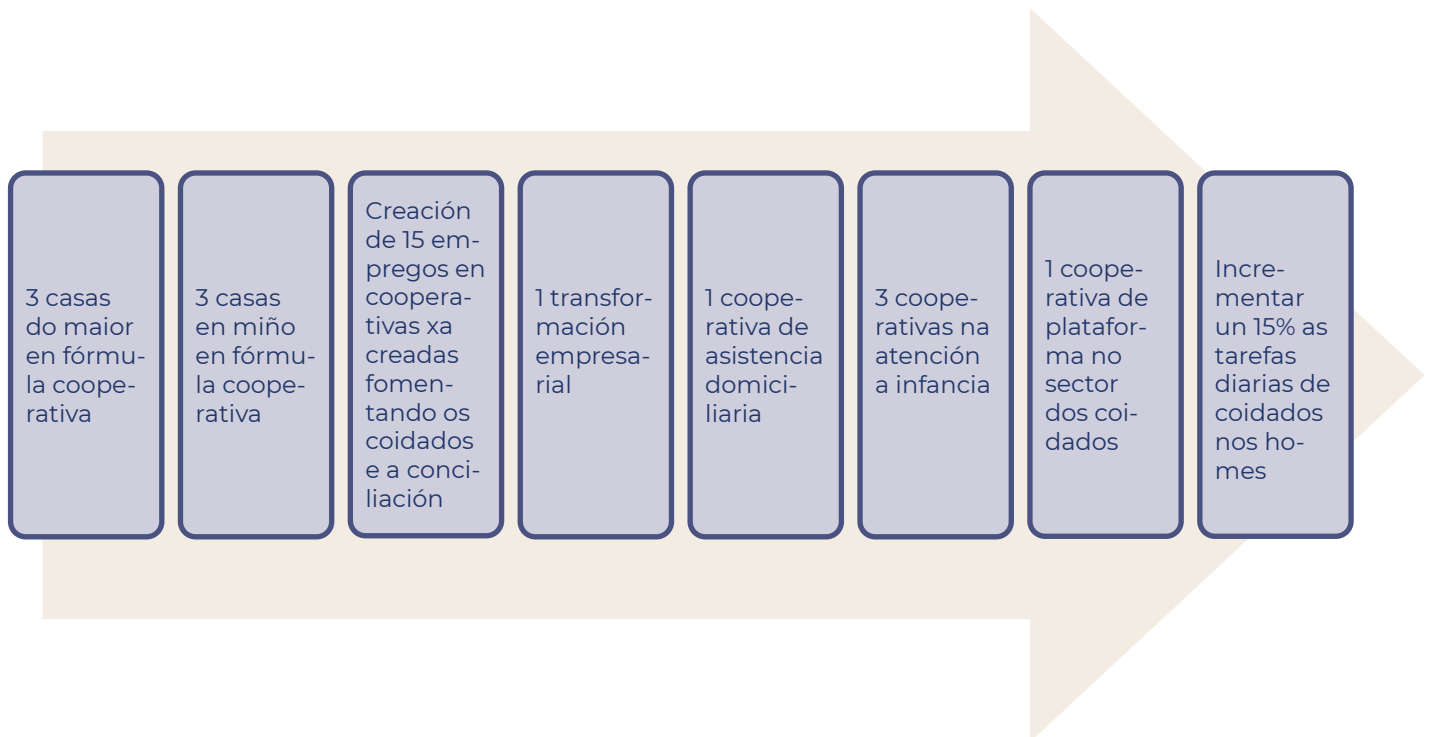 3 casas
do maior
en fórmu-
la coope-
rativa
3 casas
en miño
en fórmu-
la coope-
rativa
Creación
de 15 em-
pregos en
coopera-
tivas xa
creadas
fomen-
tando os
coidados
e a conci-
liación
1 transfor-
mación
empresa-
rial
1 coope-
rativa de
asistencia
domici-
liaria
3 coope-
rativas na
atención
a infancia
1 coope-
rativa de
platafor-
ma no
sector
dos coi-
dados
Incre-
mentar
un 15% as
tarefas
diarias de
coidados
nos ho-
mes